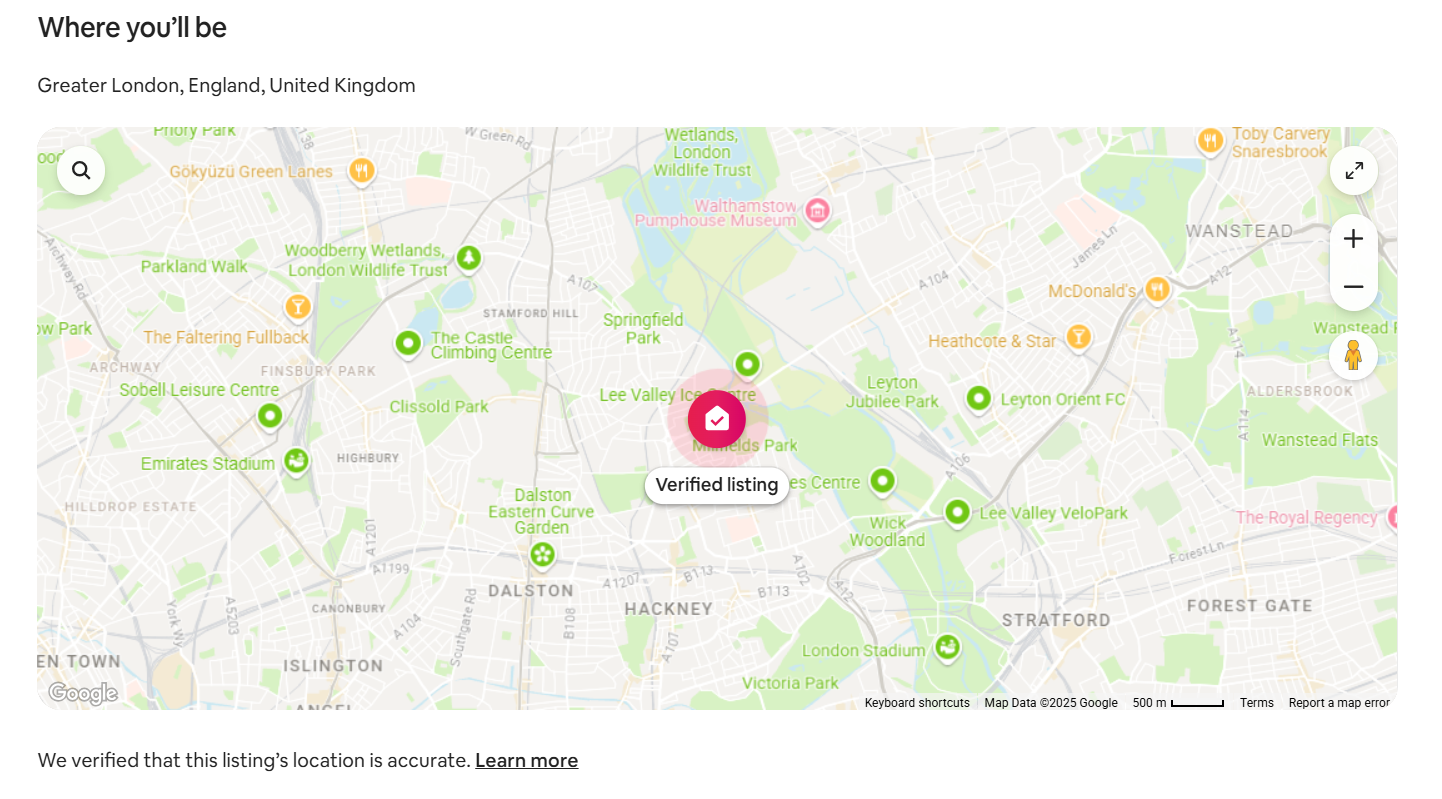 Where you’ll be
Greater London, England, United Kingdom
Priory Park
A138
W Green Rd
Wetlands,
London
Wildlife Trust
Toby Carvery
Snaresbrook
Gökyüzü Green Lanes
Walthamstow
Pumphouse Museum
WANSTEAD
James Ln
Woodberry Wetlands,
London Wildlife Trust
Parkland Walk
Archway Rd
A107
A104
A12
McDonald's
STAMFORD HILL
Springfield
Park
The Faltering Fullback
The Castle
Climbing Centre
Heathcote & Star
Wanstead
A114
ARCHWAY
FINSBURY PARK
Sobell Leisure Centre
Lee Valley Ice Centre
Leyton
Jubilee Park
Leyton Orient FC
ALDERSBROOK
Clissold Park
A114
Wanstead Flats
Millfields Park
Emirates Stadium
HIGHBURY
A106
Verified listing
es Centre
HILLDROP ESTATE
Dalston
Eastern Curve
Garden
Lee Valley VeloPark
The Royal Regency
Wick
Woodland
A1201
Forest Ln
A1199
A1207
B113
A102
A12
B113
DALSTON
HACKNEY
CANONBURY
STRATFORD
FOREST GATE
York Way
A5203
A104
Southgate Rd
B108
A107
London Stadium
EN TOWN
ISLINGTON
Victoria Park
Google
ANGEL
Keyboard shortcuts
Map Data ©2025 Google
500 m
Terms
Report a map error
We verified that this listing’s location is accurate. Learn more